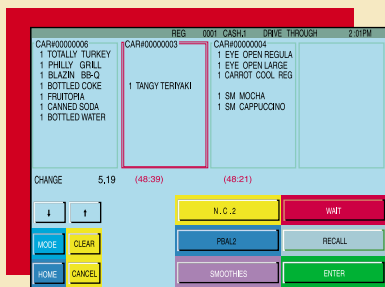 REG 0001 CASH.1 DRIVE THROUGH 2:01PM
CAR#00000006
1 TOTALLY TURKEY
1 PHILLY GRILL
1 BLAZIN BB-Q
1 BOTTLED COKE
1 FRUITOPIA
1 CANNED SODA
1 BOTTLED WATER
CAR#00000003
1 TANGY TERIYAKI
CAR#00000004
1 EYE OPEN REGULA
1 EYE OPEN LARGE
1 CARROT COOL REG
1 SM MOCHA
1 SM CAPPUCCINO
CHANGE 5,19 (48:39) (48:21)
↓ ↑ N.C.2 WAIT
MODE CLEAR PBAL2 RECALL
HOME CANCEL SMOOTHIES ENTER